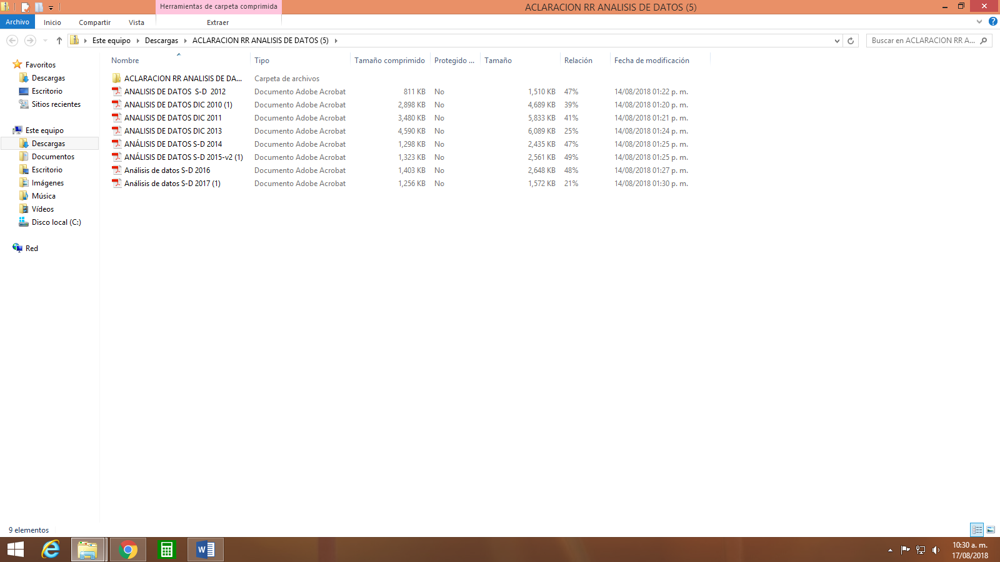 Herramientas de carpeta comprimida
ACLARACION RR ANALISIS DE DATOS (5)
Archivo Inicio Compartir Vista Extraer
Este equipo Descargas ACLARACION RR ANALISIS DE DATOS (5)
Buscar en ACLARACION RR A...
Favoritos
Descargas
Escritorio
Sitios recientes
Este equipo
Descargas
Documentos
Escritorio
Imágenes
Música
Vídeos
Disco local (C:)
Red
Nombre Tipo Tamaño comprimido Protegido ... Tamaño Relación Fecha de modificación
ACLARACION RR ANALISIS DE DA... Carpeta de archivos
ANALISIS DE DATOS S-D 2012 Documento Adobe Acrobat 811 KB No 1,510 KB 47% 14/08/2018 01:22 p. m.
ANALISIS DE DATOS DIC 2010 (1) Documento Adobe Acrobat 2,898 KB No 4,689 KB 39% 14/08/2018 01:20 p. m.
ANALISIS DE DATOS DIC 2011 Documento Adobe Acrobat 3,480 KB No 5,833 KB 41% 14/08/2018 01:21 p. m.
ANALISIS DE DATOS DIC 2013 Documento Adobe Acrobat 4,590 KB No 6,089 KB 25% 14/08/2018 01:24 p. m.
ANÁLISIS DE DATOS S-D 2014 Documento Adobe Acrobat 1,298 KB No 2,435 KB 47% 14/08/2018 01:25 p. m.
ANÁLISIS DE DATOS S-D 2015-v2 (1) Documento Adobe Acrobat 1,323 KB No 2,561 KB 49% 14/08/2018 01:25 p. m.
Análisis de datos S-D 2016 Documento Adobe Acrobat 1,403 KB No 2,648 KB 48% 14/08/2018 01:27 p. m.
Análisis de datos S-D 2017 (1) Documento Adobe Acrobat 1,256 KB No 1,572 KB 21% 14/08/2018 01:30 p. m.
9 elementos
10:30 a. m.
17/08/2018